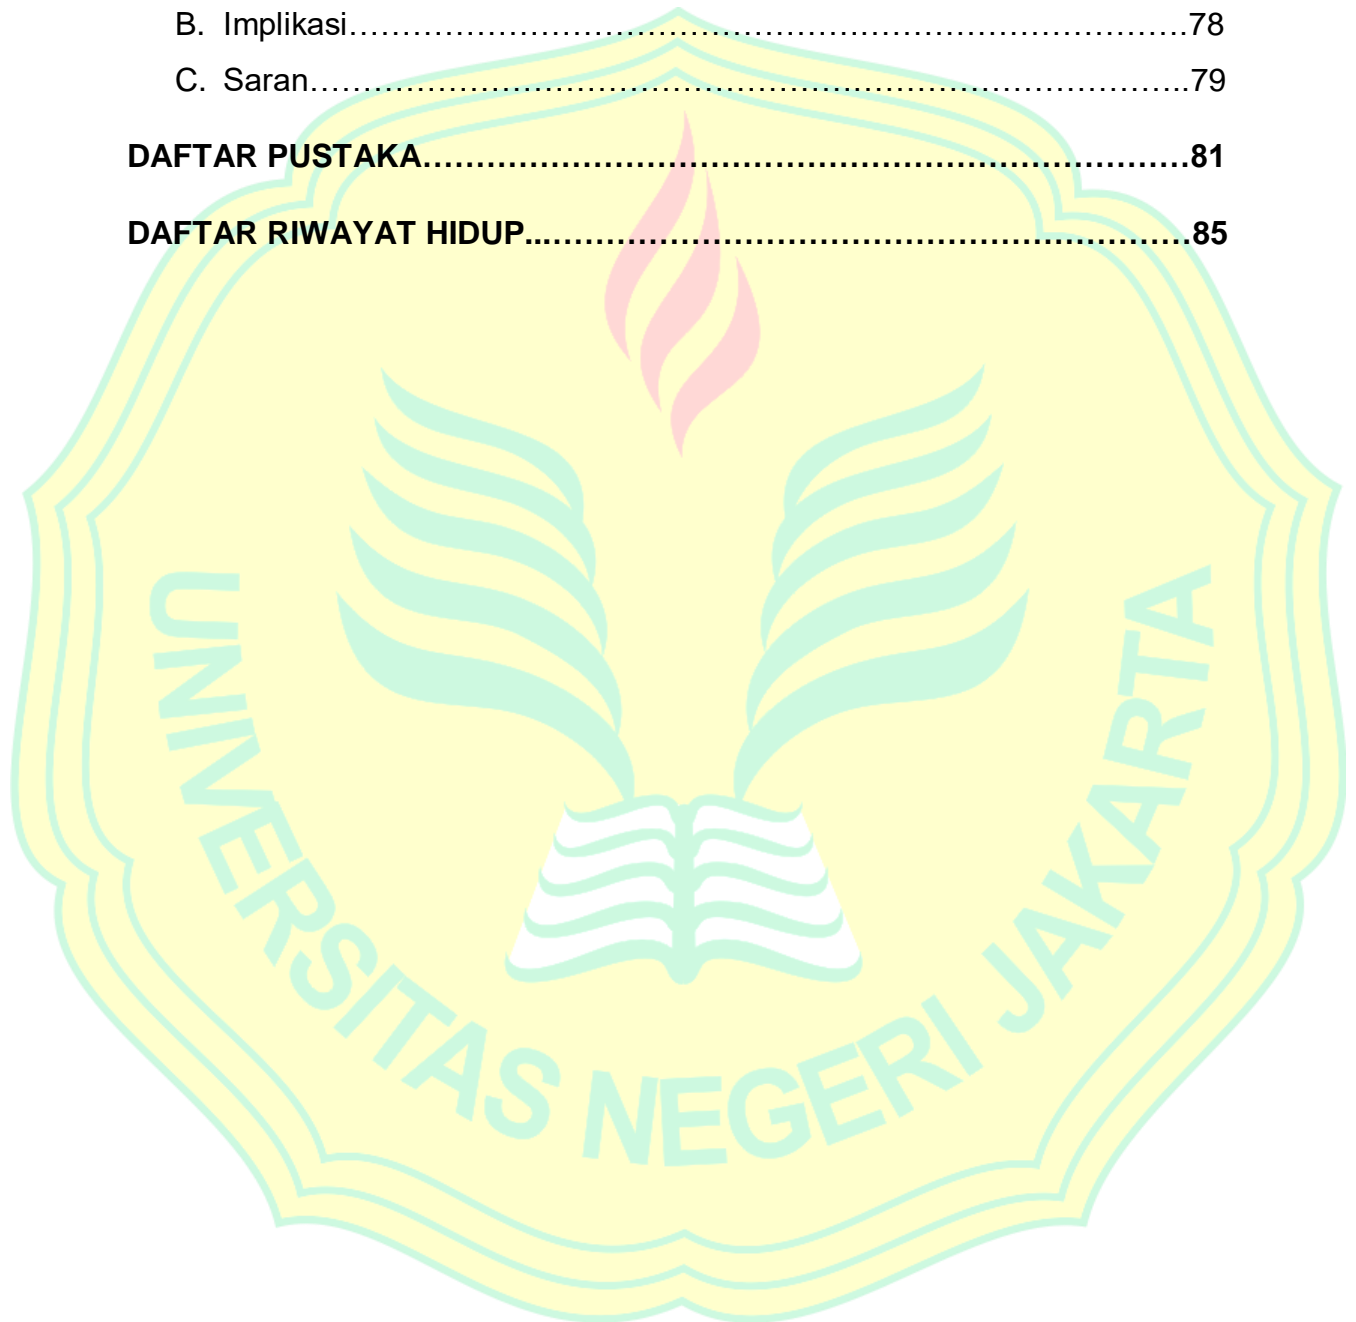 B. Implikasi……………………………………………………………………..78
C. Saran………………………………………………………………………...79
DAFTAR PUSTAKA………………………………………………………………81
DAFTAR RIWAYAT HIDUP...……………………………………………………85
UNIVERSITAS NEGERI JAKARTA